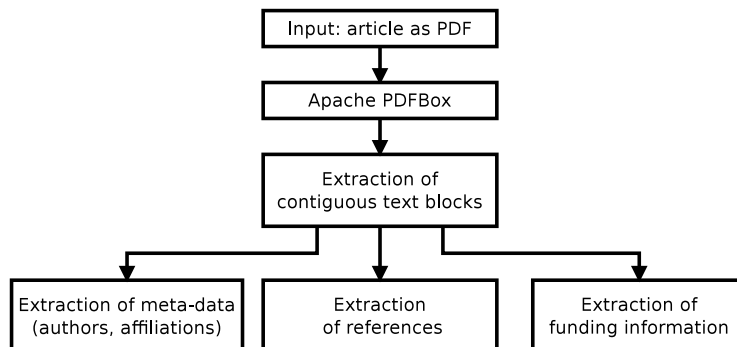 Input: article as PDF
Apache PDFBox
Extraction of
contiguous text blocks
Extraction of meta-data
(authors, affiliations)
Extraction
of references
Extraction of
funding information